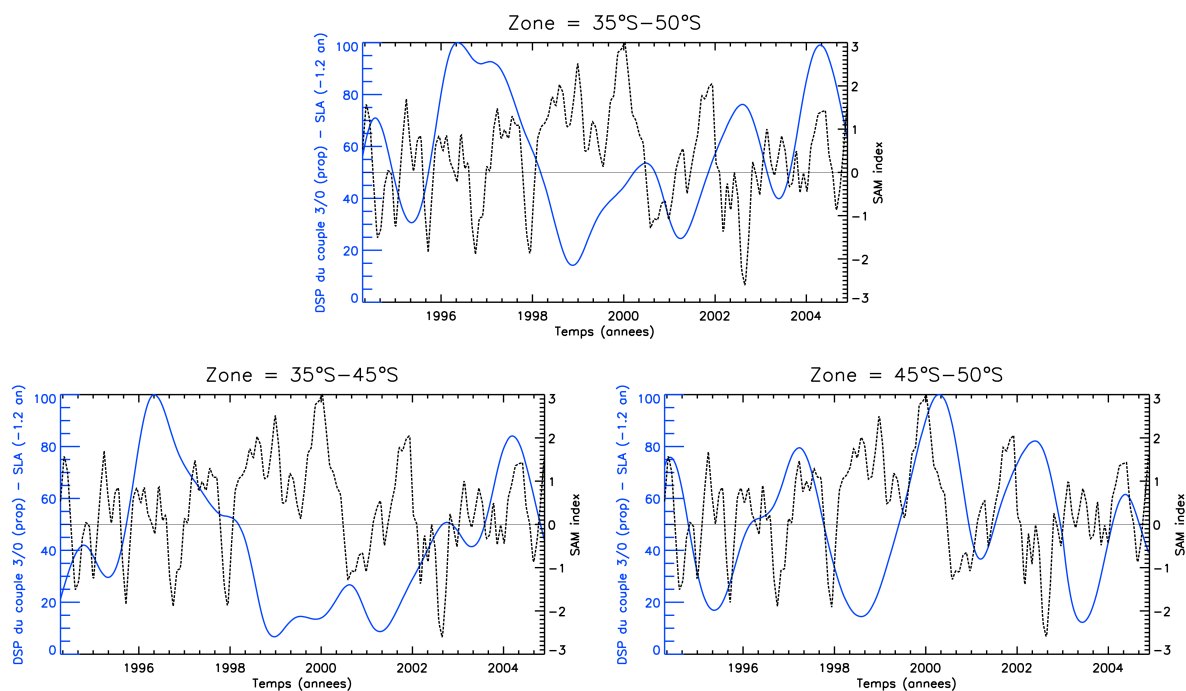 Zone = 35°S−50°S
DSP du couple 3/0 (prop) − SLA (−1.2 an)
100
80
60
40
20
0
3
2
1
0
−1
−2
−3
SAM index
1996 1998 2000 2002 2004
Temps (annees)
Zone = 35°S−45°S
DSP du couple 3/0 (prop) − SLA (−1.2 an)
100
80
60
40
20
0
3
2
1
0
−1
−2
−3
SAM index
1996 1998 2000 2002 2004
Temps (annees)
Zone = 45°S−50°S
DSP du couple 3/0 (prop) − SLA (−1.2 an)
100
80
60
40
20
0
3
2
1
0
−1
−2
−3
SAM index
1996 1998 2000 2002 2004
Temps (annees)